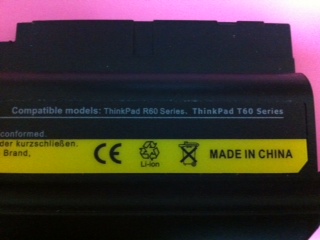 Compatible models: ThinkPad R60 Series. ThinkPad T60 Series
conformed.
der kurzschließen.
Brand,
CE
Li-ion
MADE IN CHINA